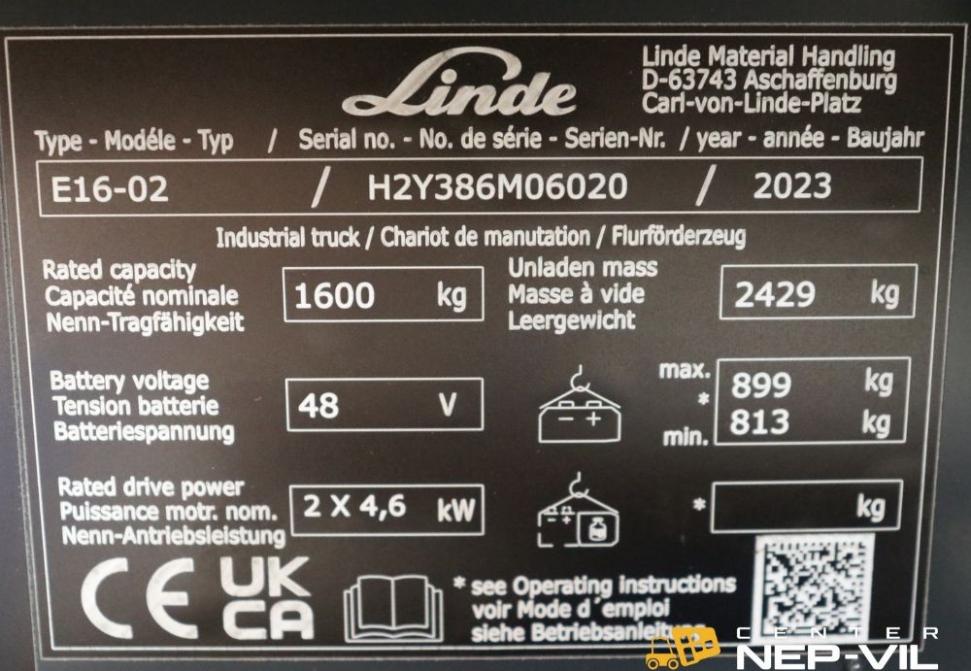 Linde
Linde Material Handling
D-63743 Aschaffenburg
Carl-von-Linde-Platz
Type - Modéle - Typ / Serial no. - No. de série - Serien-Nr. / year - année - Baujahr
E16-02 / H2Y386M06020 / 2023
Industrial truck / Chariot de manutation / Flurförderzeug
Rated capacity
Capacité nominale
Nenn-Tragfähigkeit
1600 kg
Unladen mass
Masse à vide
Leergewicht
2429 kg
Battery voltage
Tension batterie
Batteriespannung
48 V
max. 899 kg
*
min. 813 kg
Rated drive power
Puissance motr. nom.
Nenn-Antriebsleistung
2 X 4,6 kW
* kg
CE
UK
CA
* see Operating instructions
voir Mode d´emploi
siehe Betriebsanleitung
CENTER
NEP-VIL